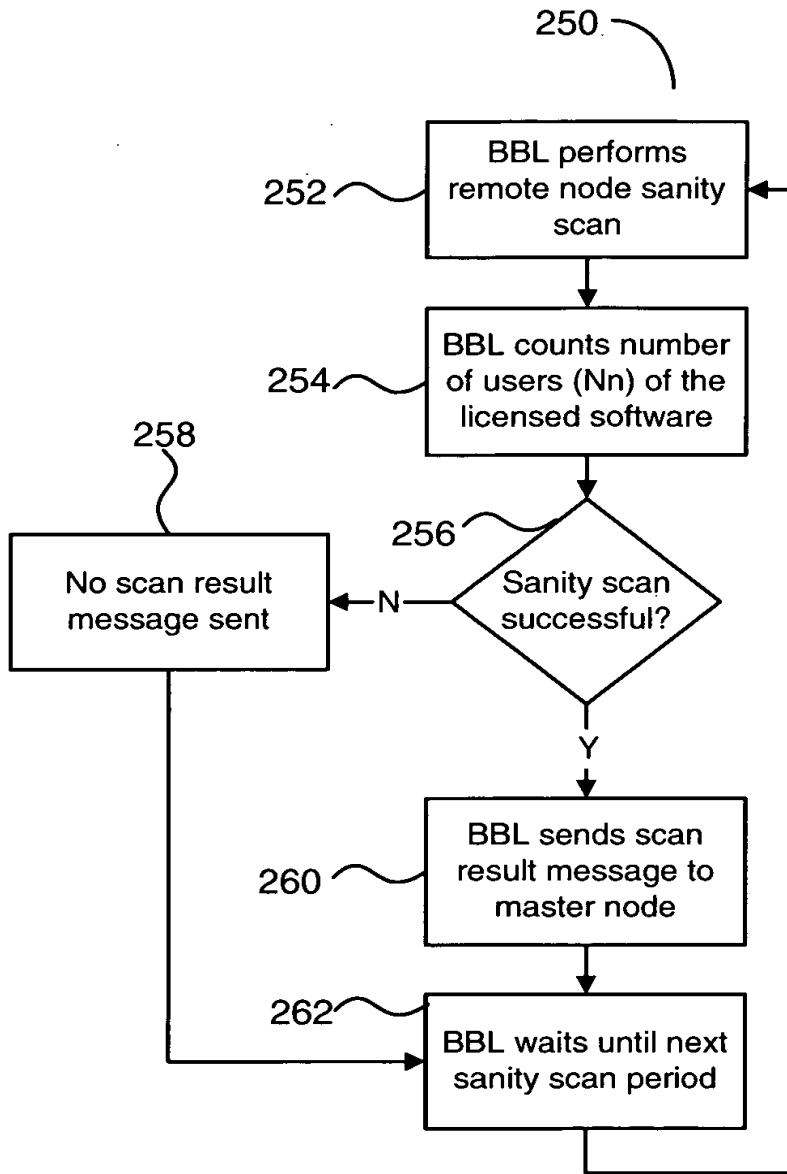 250
252
BBL performs
remote node sanity
scan
254
BBL counts number
of users (Nn) of the
licensed software
258
256
No scan result
message sent
N
Sanity scan
successful?
Y
260
BBL sends scan
result message to
master node
262
BBL waits until next
sanity scan period